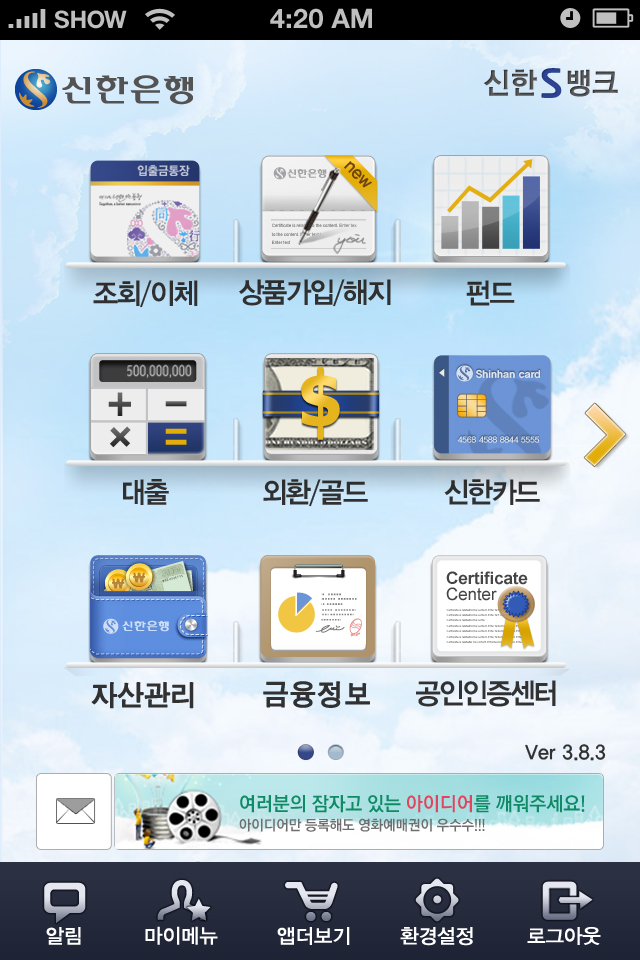 SHOW 4:20 AM
신한은행 신한S뱅크
입출금통장
신한은행
new
500,000,000
Shinhan card
4568 4588 8844 5555
신한은행
Certificate
Center
조회/이체 상품가입/해지 펀드
대출 외환/골드 신한카드
자산관리 금융정보 공인인증센터
Ver 3.8.3
여러분의 잠자고 있는 아이디어를 깨워주세요!
아이디어만 등록해도 영화예매권이 우수수!!!
알림 마이메뉴 앱더보기 환경설정 로그아웃